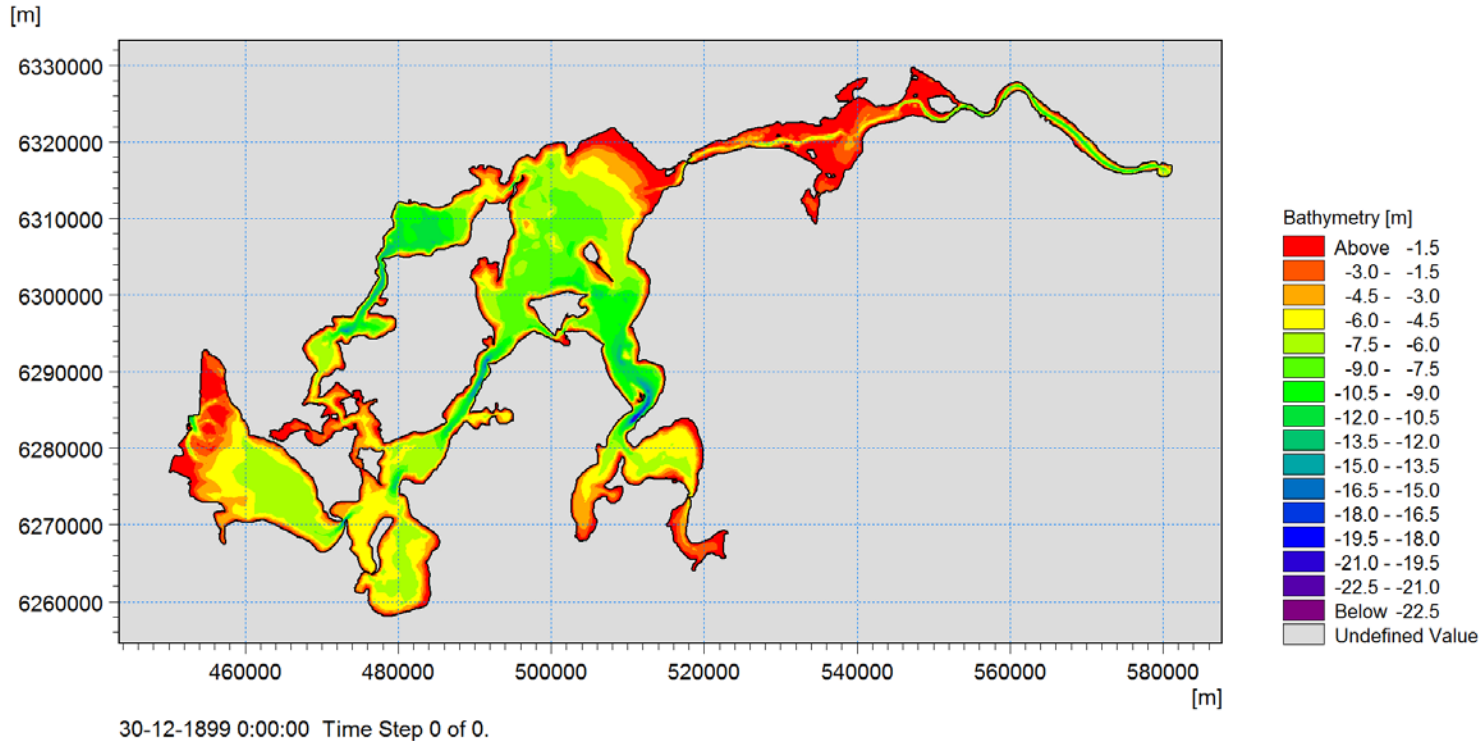 [m]
6330000
6320000
6310000
6300000
6290000
6280000
6270000
6260000
460000 480000 500000 520000 540000 560000 580000
[m]
30-12-1899 0:00:00 Time Step 0 of 0.
Bathymetry [m]
Above -1.5
-3.0 - -1.5
-4.5 - -3.0
-6.0 - -4.5
-7.5 - -6.0
-9.0 - -7.5
-10.5 - -9.0
-12.0 - -10.5
-13.5 - -12.0
-15.0 - -13.5
-16.5 - -15.0
-18.0 - -16.5
-19.5 - -18.0
-21.0 - -19.5
-22.5 - -21.0
Below -22.5
Undefined Value